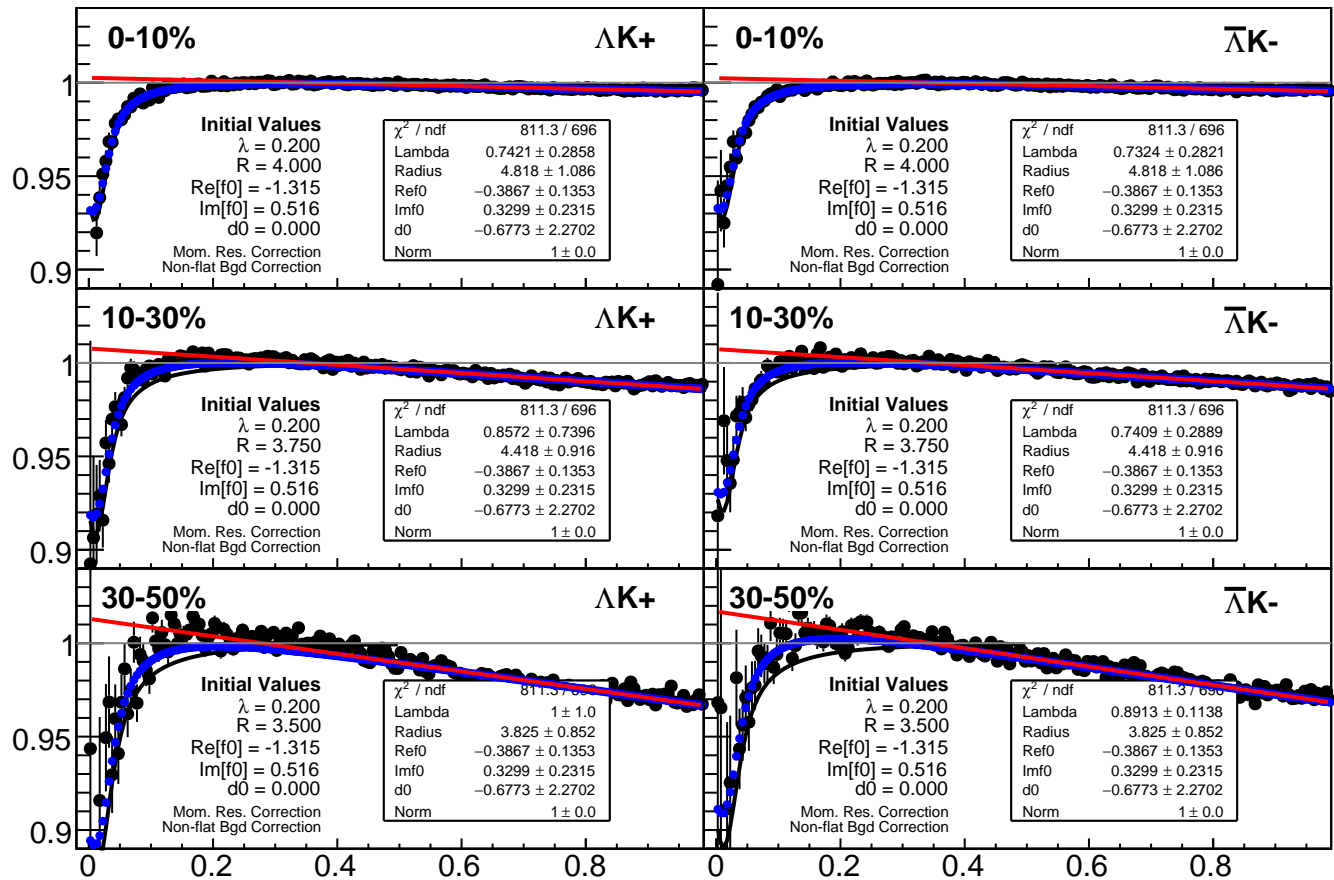 0-10%
ΛK+
1
0.95
0.9
Initial Values
λ = 0.200
R = 4.000
Re[f0] = -1.315
Im[f0] = 0.516
d0 = 0.000
Mom. Res. Correction
Non-flat Bgd Correction
χ² / ndf 811.3 / 696
Lambda 0.7421 ± 0.2858
Radius 4.818 ± 1.086
Ref0 −0.3867 ± 0.1353
Imf0 0.3299 ± 0.2315
d0 −0.6773 ± 2.2702
Norm 1 ± 0.0
0-10%
Λ̅K-
Initial Values
λ = 0.200
R = 4.000
Re[f0] = -1.315
Im[f0] = 0.516
d0 = 0.000
Mom. Res. Correction
Non-flat Bgd Correction
χ² / ndf 811.3 / 696
Lambda 0.7324 ± 0.2821
Radius 4.818 ± 1.086
Ref0 −0.3867 ± 0.1353
Imf0 0.3299 ± 0.2315
d0 −0.6773 ± 2.2702
Norm 1 ± 0.0
10-30%
ΛK+
1
0.95
0.9
Initial Values
λ = 0.200
R = 3.750
Re[f0] = -1.315
Im[f0] = 0.516
d0 = 0.000
Mom. Res. Correction
Non-flat Bgd Correction
χ² / ndf 811.3 / 696
Lambda 0.8572 ± 0.7396
Radius 4.418 ± 0.916
Ref0 −0.3867 ± 0.1353
Imf0 0.3299 ± 0.2315
d0 −0.6773 ± 2.2702
Norm 1 ± 0.0
10-30%
Λ̅K-
Initial Values
λ = 0.200
R = 3.750
Re[f0] = -1.315
Im[f0] = 0.516
d0 = 0.000
Mom. Res. Correction
Non-flat Bgd Correction
χ² / ndf 811.3 / 696
Lambda 0.7409 ± 0.2889
Radius 4.418 ± 0.916
Ref0 −0.3867 ± 0.1353
Imf0 0.3299 ± 0.2315
d0 −0.6773 ± 2.2702
Norm 1 ± 0.0
30-50%
ΛK+
1
0.95
0.9
Initial Values
λ = 0.200
R = 3.500
Re[f0] = -1.315
Im[f0] = 0.516
d0 = 0.000
Mom. Res. Correction
Non-flat Bgd Correction
χ² / ndf 811.3 / 696
Lambda 1 ± 1.0
Radius 3.825 ± 0.852
Ref0 −0.3867 ± 0.1353
Imf0 0.3299 ± 0.2315
d0 −0.6773 ± 2.2702
Norm 1 ± 0.0
30-50%
Λ̅K-
Initial Values
λ = 0.200
R = 3.500
Re[f0] = -1.315
Im[f0] = 0.516
d0 = 0.000
Mom. Res. Correction
Non-flat Bgd Correction
χ² / ndf 811.3 / 696
Lambda 0.8913 ± 0.1138
Radius 3.825 ± 0.852
Ref0 −0.3867 ± 0.1353
Imf0 0.3299 ± 0.2315
d0 −0.6773 ± 2.2702
Norm 1 ± 0.0
0 0.2 0.4 0.6 0.8 0 0.2 0.4 0.6 0.8